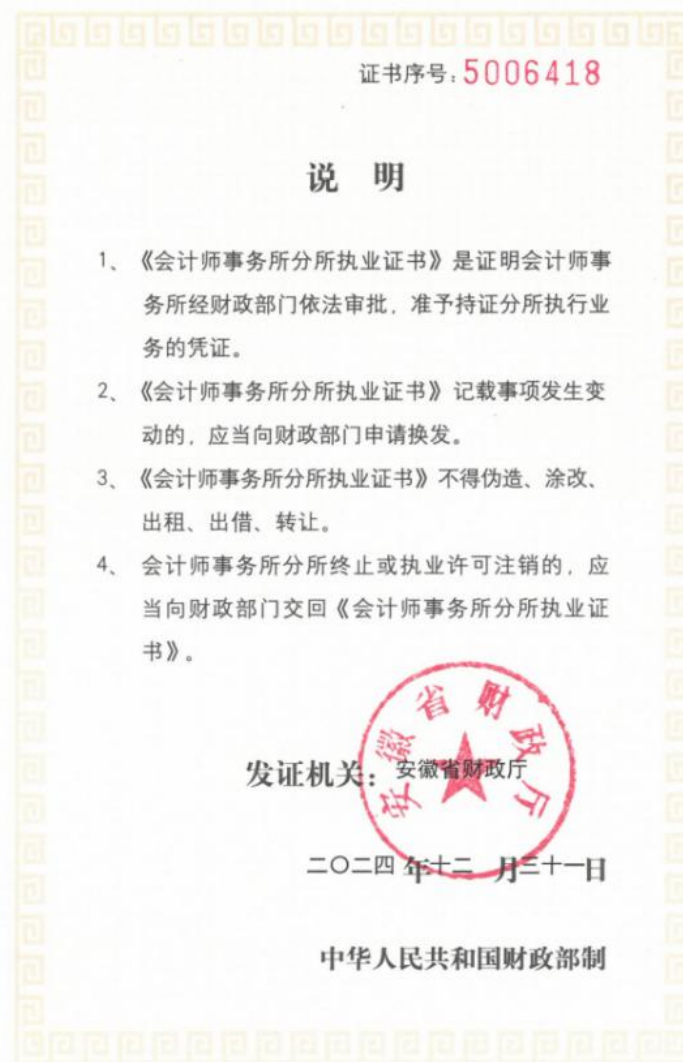 证书序号:5006418
说 明
1、《会计师事务所分所执业证书》是证明会计师事
务所经财政部门依法审批,准予持证分所执行业
务的凭证。
2、《会计师事务所分所执业证书》记载事项发生变
动的,应当向财政部门申请换发。
3、《会计师事务所分所执业证书》不得伪造、涂改、
出租、出借、转让。
4、 会计师事务所分所终止或执业许可注销的,应
当向财政部门交回《会计师事务所分所执业证
书》。
安徽省财政厅
发证机关:安徽省财政厅
二〇二四 年十二 月三十一日
中华人民共和国财政部制